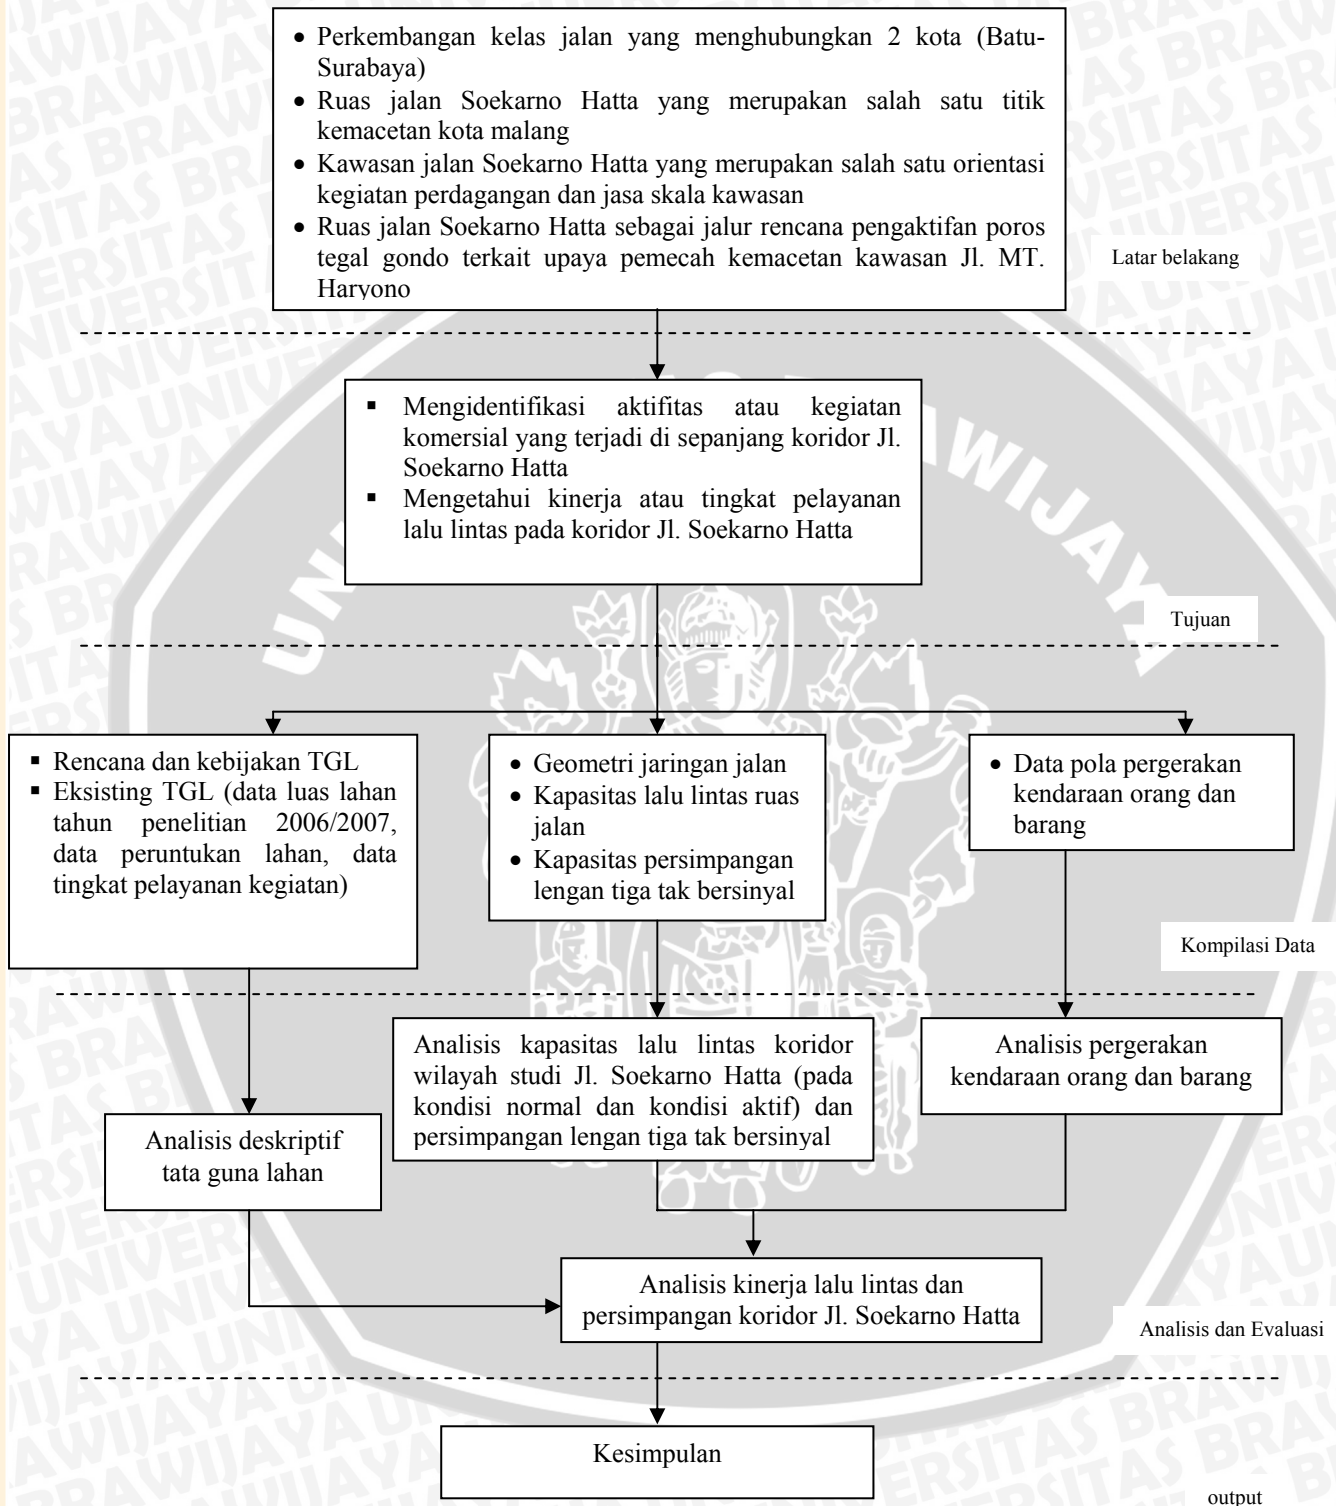 • Perkembangan kelas jalan yang menghubungkan 2 kota (Batu-
Surabaya)
• Ruas jalan Soekarno Hatta yang merupakan salah satu titik
kemacetan kota malang
• Kawasan jalan Soekarno Hatta yang merupakan salah satu orientasi
kegiatan perdagangan dan jasa skala kawasan
• Ruas jalan Soekarno Hatta sebagai jalur rencana pengaktifan poros
tegal gondo terkait upaya pemecah kemacetan kawasan Jl. MT.
Haryono
Latar belakang
▪ Mengidentifikasi aktifitas atau kegiatan
komersial yang terjadi di sepanjang koridor Jl.
Soekarno Hatta
▪ Mengetahui kinerja atau tingkat pelayanan
lalu lintas pada koridor Jl. Soekarno Hatta
Tujuan
▪ Rencana dan kebijakan TGL
▪ Eksisting TGL (data luas lahan
tahun penelitian 2006/2007,
data peruntukan lahan, data
tingkat pelayanan kegiatan)
• Geometri jaringan jalan
• Kapasitas lalu lintas ruas
jalan
• Kapasitas persimpangan
lengan tiga tak bersinyal
• Data pola pergerakan
kendaraan orang dan
barang
Kompilasi Data
Analisis kapasitas lalu lintas koridor
wilayah studi Jl. Soekarno Hatta (pada
kondisi normal dan kondisi aktif) dan
persimpangan lengan tiga tak bersinyal
Analisis pergerakan
kendaraan orang dan barang
Analisis deskriptif
tata guna lahan
Analisis kinerja lalu lintas dan
persimpangan koridor Jl. Soekarno Hatta
Analisis dan Evaluasi
Kesimpulan
output